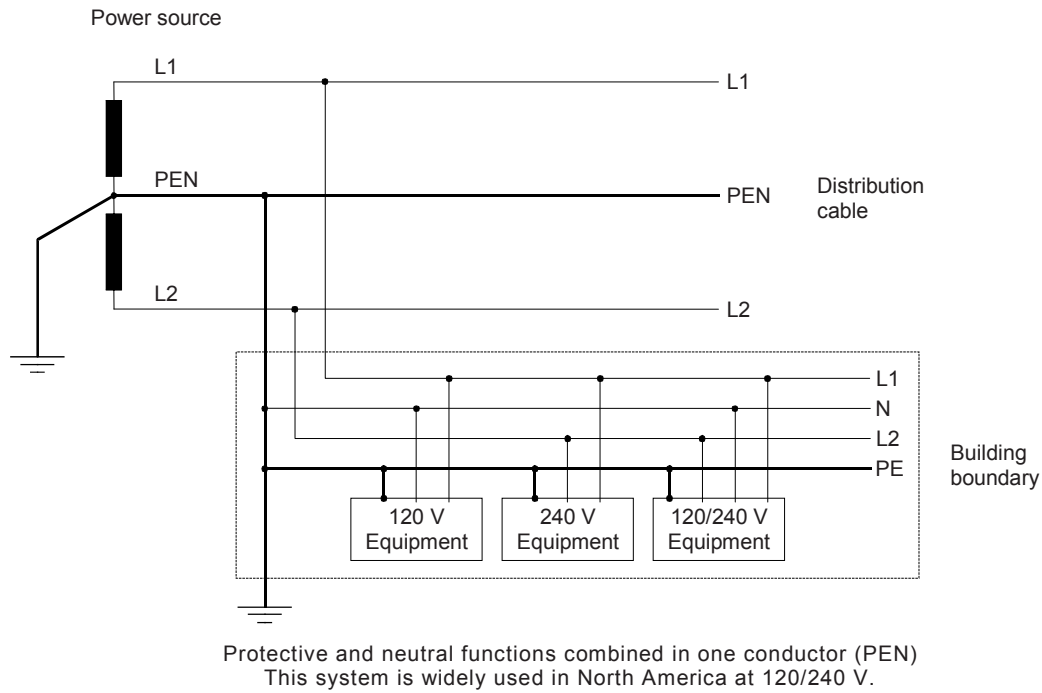 Power source
L1
L1
PEN
PEN
Distribution
cable
L2
L2
L1
N
L2
PE
Building
boundary
120 V
Equipment
240 V
Equipment
120/240 V
Equipment
Protective and neutral functions combined in one conductor (PEN)
This system is widely used in North America at 120/240 V.